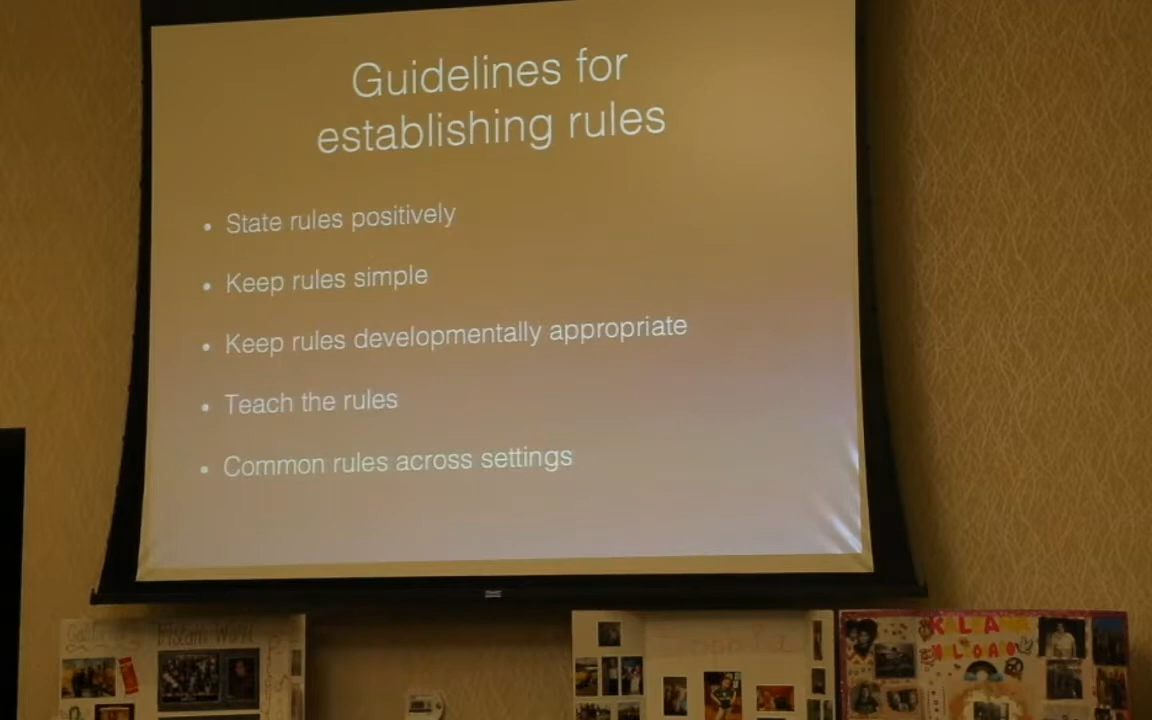 Guidelines for
establishing rules
• State rules positively
• Keep rules simple
• Keep rules developmentally appropriate
• Teach the rules
• Common rules across settings